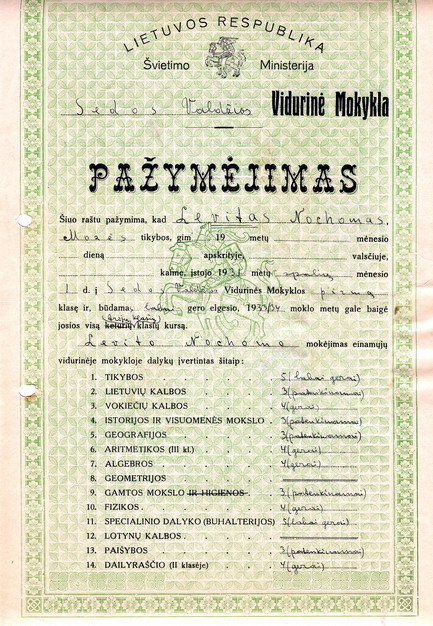 LIETUVOS RESPUBLIKA
Švietimo Ministerija
Sedos Valdžios Vidurinė Mokykla
PAŽYMĖJIMAS
Šiuo raštu pažymima, kad Levitas Nochomas,
Mozės tikybos, gim 19 metų mėnesio
dieną apskrityje, valsčiuje,
kaime, įstojo 1931 metų spalių mėnesio
1 d. į Sedos Valdžios Vidurinės Mokyklos pirmą
klasę ir, būdamas, labai gero elgesio, 1933/34 mokslo metų gale baigė
josios visą keturių klasių kursą.
Levito Nochomo mokėjimas einamųjų
vidurinėje mokykloje dalykų įvertintas šitaip:
1. TIKYBOS 5 (labai gerai)
2. LIETUVIŲ KALBOS 3 (patenkinamai)
3. VOKIEČIŲ KALBOS 4 (gerai)
4. ISTORIJOS IR VISUOMENĖS MOKSLO 3 (patenkinamai)
5. GEOGRAFIJOS 3 (patenkinamai)
6. ARITMETIKOS (III kl.) 4 (gerai)
7. ALGEBROS 4 (gerai)
8. GEOMETRIJOS
9. GAMTOS MOKSLO IR HIGIENOS 3 (patenkinamai)
10. FIZIKOS 4 (gerai)
11. SPECIALINIO DALYKO (BUHALTERIJOS) 5 (labai gerai)
12. LOTYNŲ KALBOS
13. PAIŠYBOS 3 (patenkinamai)
14. DAILYRAŠČIO (II klasėje) 4 (gerai)